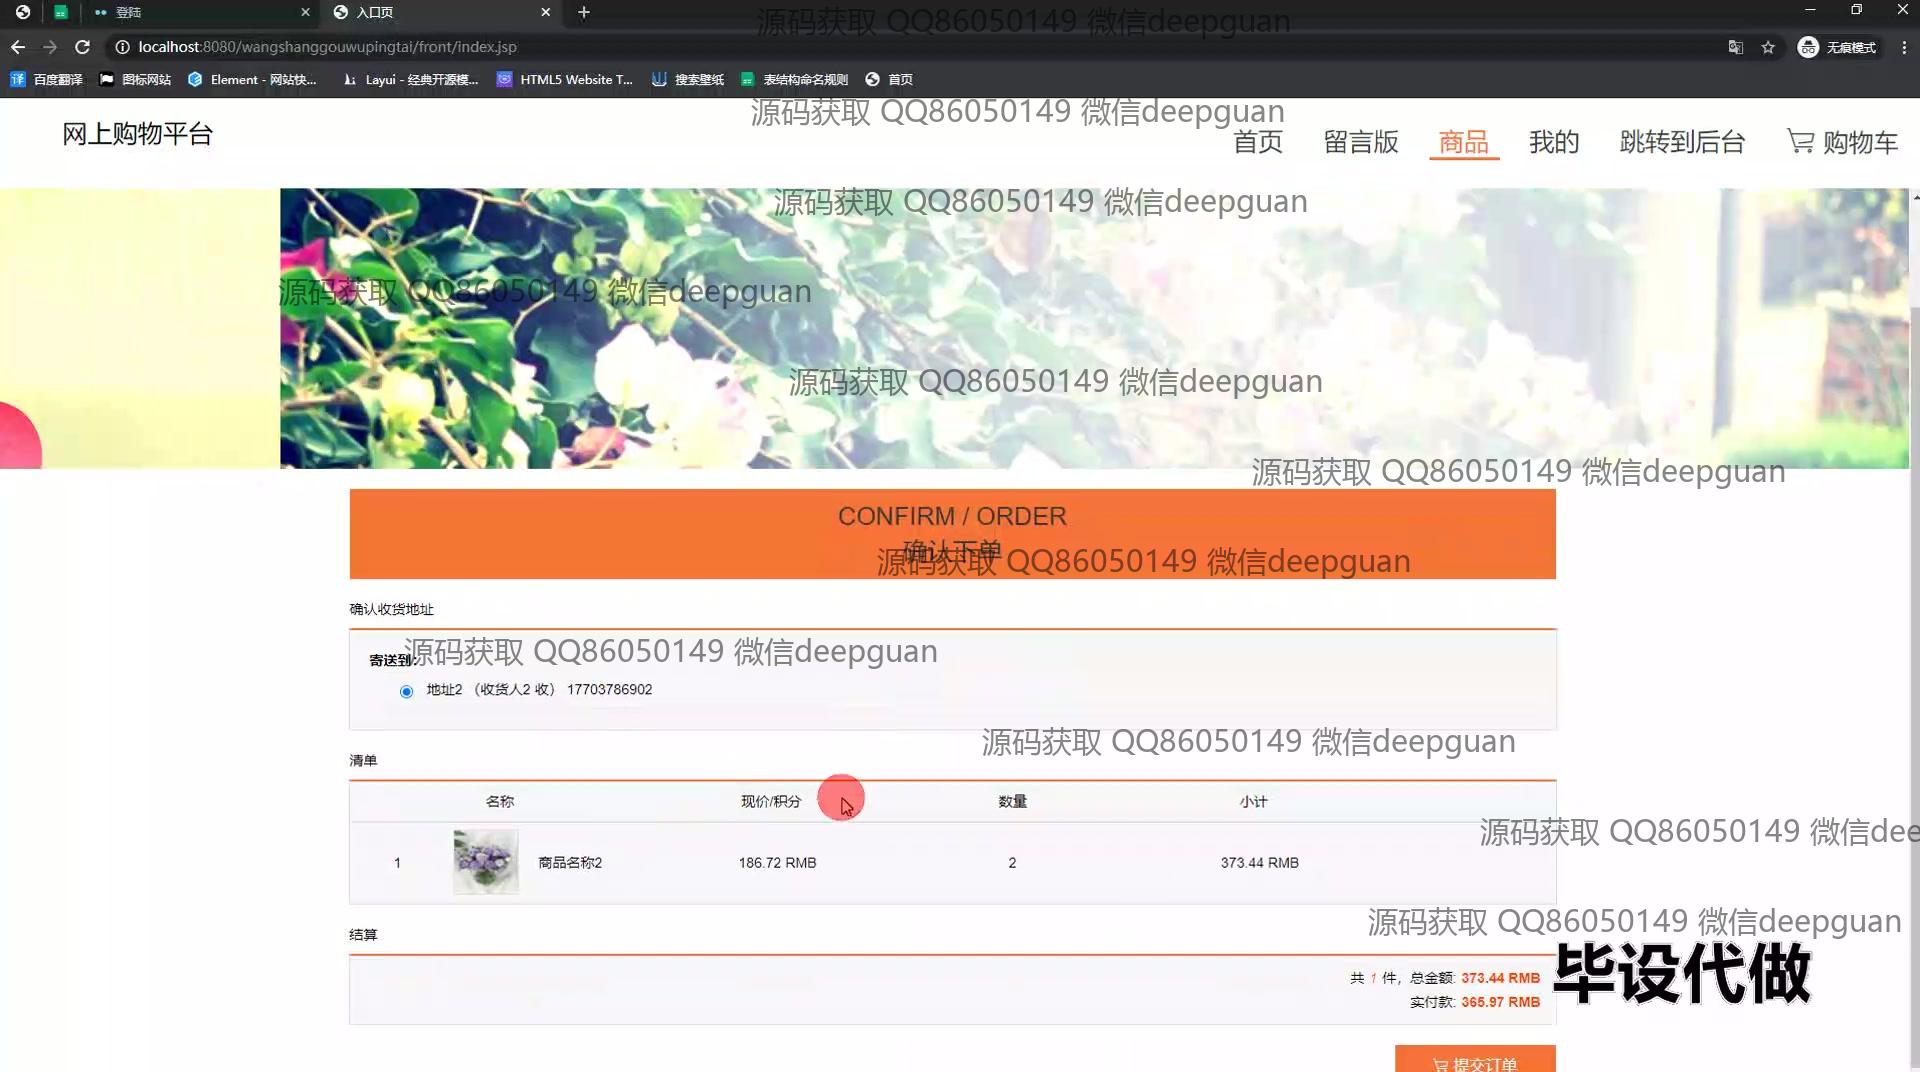 登陆
入口页
源码获取 QQ86050149 微信deepguan
localhost:8080/wangshanggouwupingtai/front/index.jsp
无痕模式
百度翻译
图标网站
Element - 网站快...
Layui - 经典开源模...
HTML5 Website T...
搜索壁纸
表结构命名规则
首页
源码获取 QQ86050149 微信deepguan
网上购物平台
首页
留言版
商品
我的
跳转到后台
购物车
源码获取 QQ86050149 微信deepguan
源码获取 QQ86050149 微信deepguan
源码获取 QQ86050149 微信deepguan
源码获取 QQ86050149 微信deepguan
CONFIRM / ORDER
确认下单
源码获取 QQ86050149 微信deepguan
确认收货地址
源码获取 QQ86050149 微信deepguan
寄送到:
地址2 （收货人2 收） 17703786902
源码获取 QQ86050149 微信deepguan
清单
名称 现价/积分 数量 小计
源码获取 QQ86050149 微信dee
1 商品名称2 186.72 RMB 2 373.44 RMB
源码获取 QQ86050149 微信deepguan
结算
毕设代做
共 1 件，总金额: 373.44 RMB
实付款: 365.97 RMB
提交订单